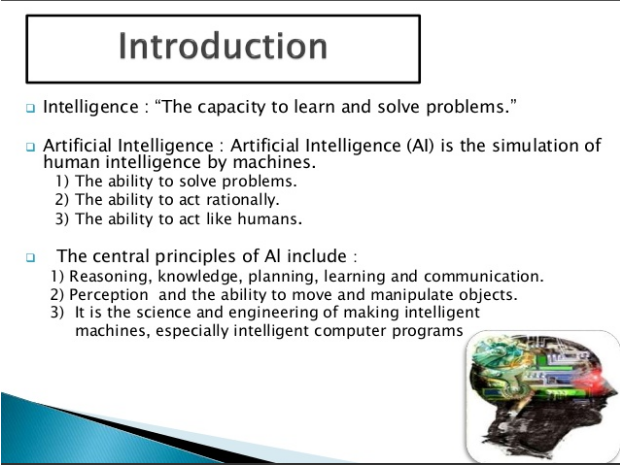 Introduction
Intelligence : “The capacity to learn and solve problems.”
Artificial Intelligence : Artificial Intelligence (AI) is the simulation of
human intelligence by machines.
1) The ability to solve problems.
2) The ability to act rationally.
3) The ability to act like humans.
The central principles of AI include :
1) Reasoning, knowledge, planning, learning and communication.
2) Perception and the ability to move and manipulate objects.
3) It is the science and engineering of making intelligent
machines, especially intelligent computer programs